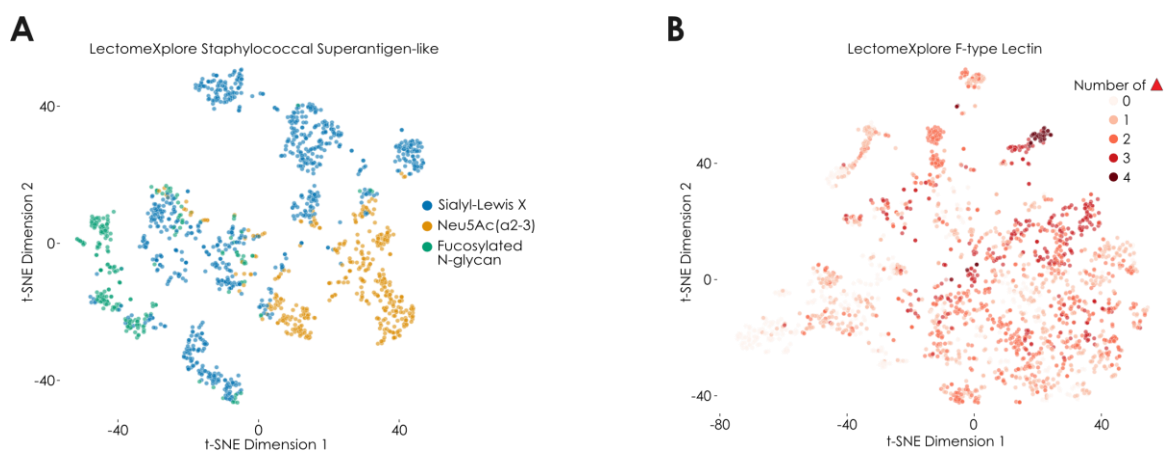 A
LectomeXplore Staphylococcal Superantigen-like
t-SNE Dimension 2
40
0
-40
-40
0
40
t-SNE Dimension 1
Sialyl-Lewis X
Neu5Ac(α2-3)
Fucosylated
N-glycan
B
LectomeXplore F-type Lectin
Number of
0
1
2
3
4
t-SNE Dimension 2
40
0
-40
-80
-40
0
40
t-SNE Dimension 1